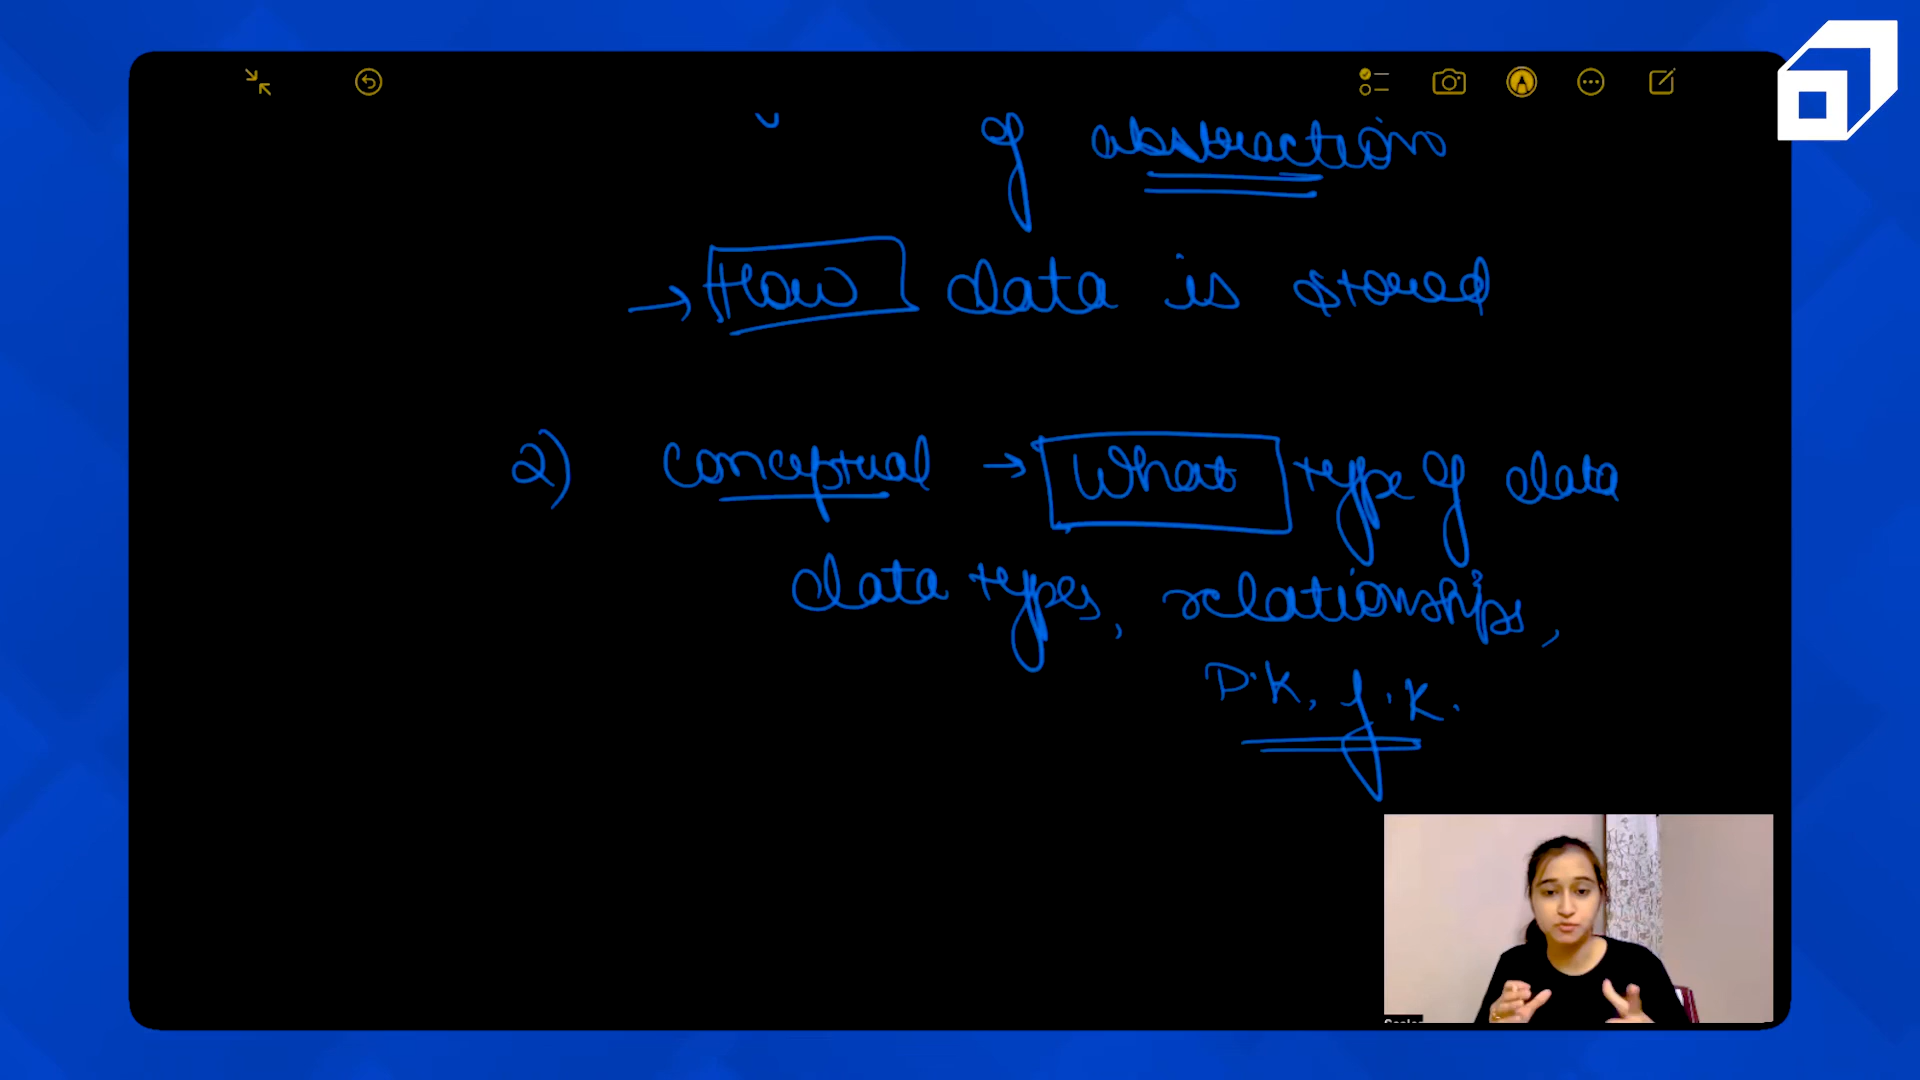 of abstraction
→ How data is stored
2) conceptual → What type of data
data types, relationships,
P.K, f.K.